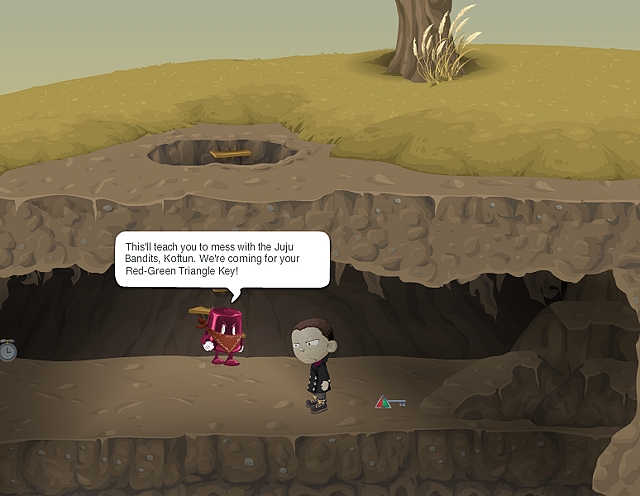 This'll teach you to mess with the Juju
Bandits, Koftun. We're coming for your
Red-Green Triangle Key!